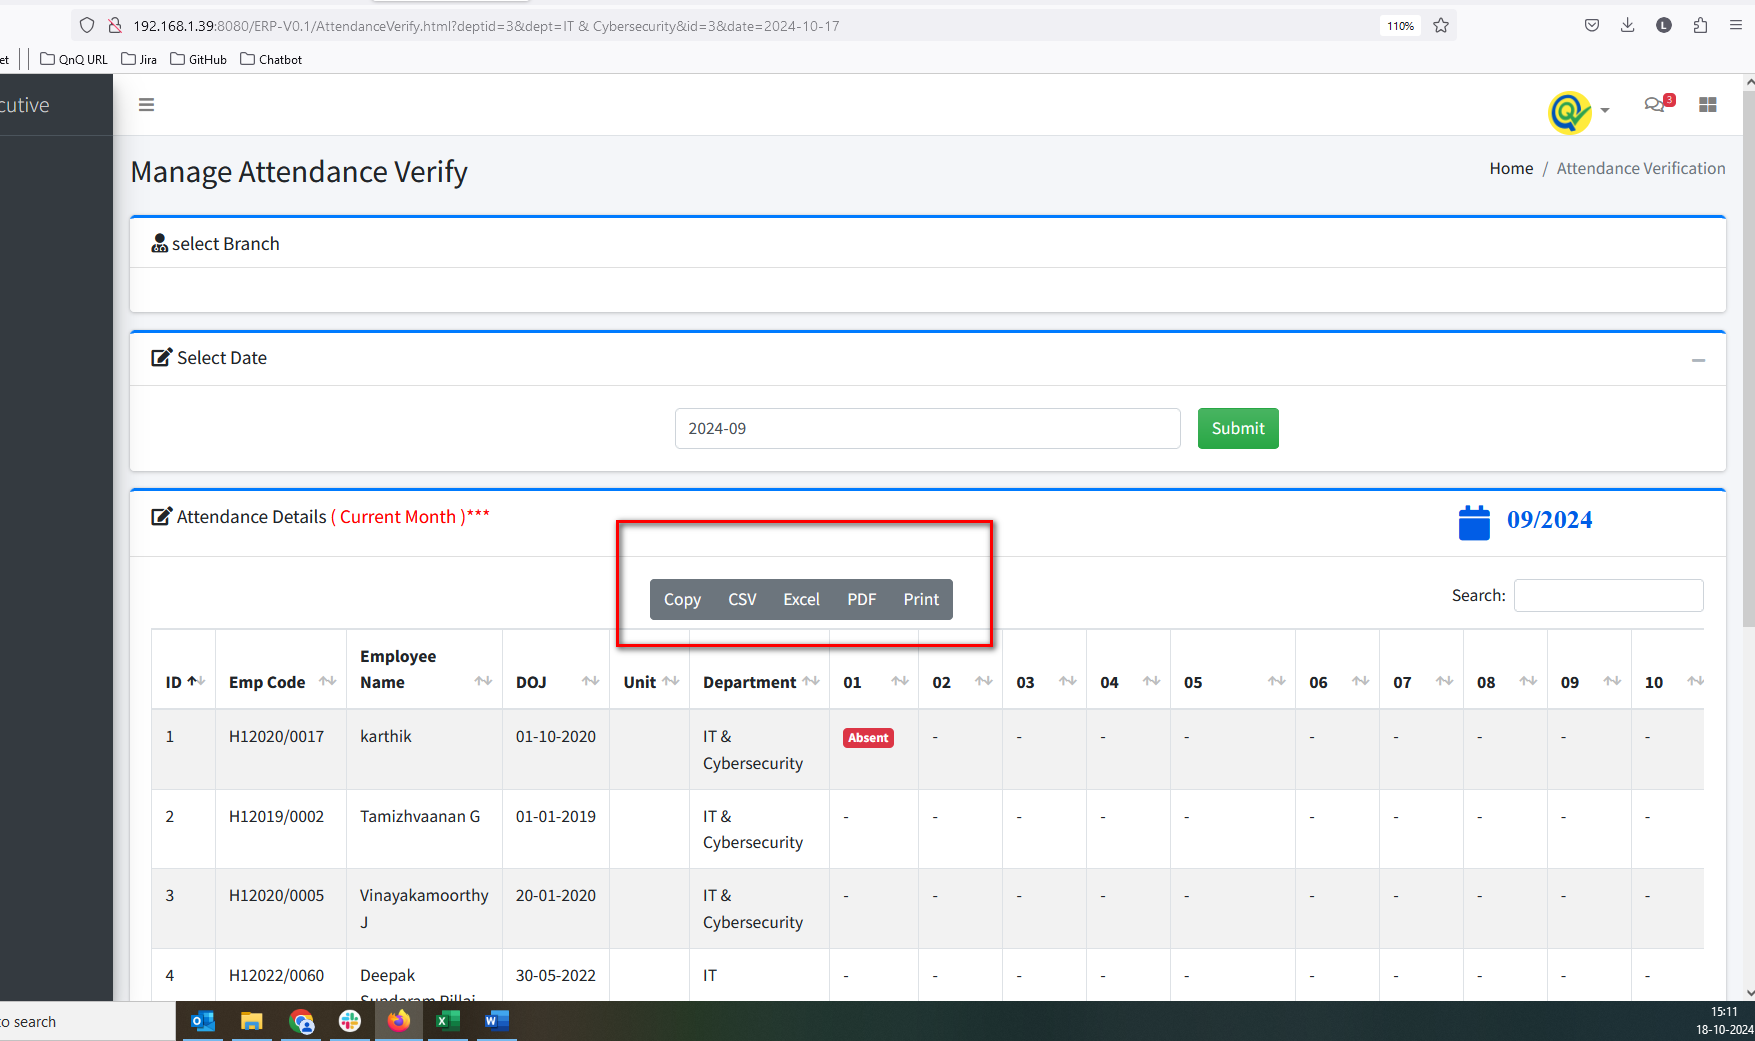 192.168.1.39:8080/ERP-V0.1/AttendanceVerify.html?deptid=3&dept=IT & Cybersecurity&id=3&date=2024-10-17 110% L
et QnQ URL Jira GitHub Chatbot
cutive 3
Manage Attendance Verify Home / Attendance Verification
select Branch
Select Date
2024-09 Submit
Attendance Details ( Current Month )*** 09/2024
Copy CSV Excel PDF Print Search:
ID Emp Code Employee Name DOJ Unit Department 01 02 03 04 05 06 07 08 09 10
1 H12020/0017 karthik 01-10-2020 IT & Cybersecurity Absent - - - - - - - - -
2 H12019/0002 Tamizhvaanan G 01-01-2019 IT & Cybersecurity - - - - - - - - - -
3 H12020/0005 Vinayakamoorthy J 20-01-2020 IT & Cybersecurity - - - - - - - - - -
4 H12022/0060 Deepak Sundaram Pillai 30-05-2022 IT - - - - - - - - - -
to search 15:11
18-10-2024